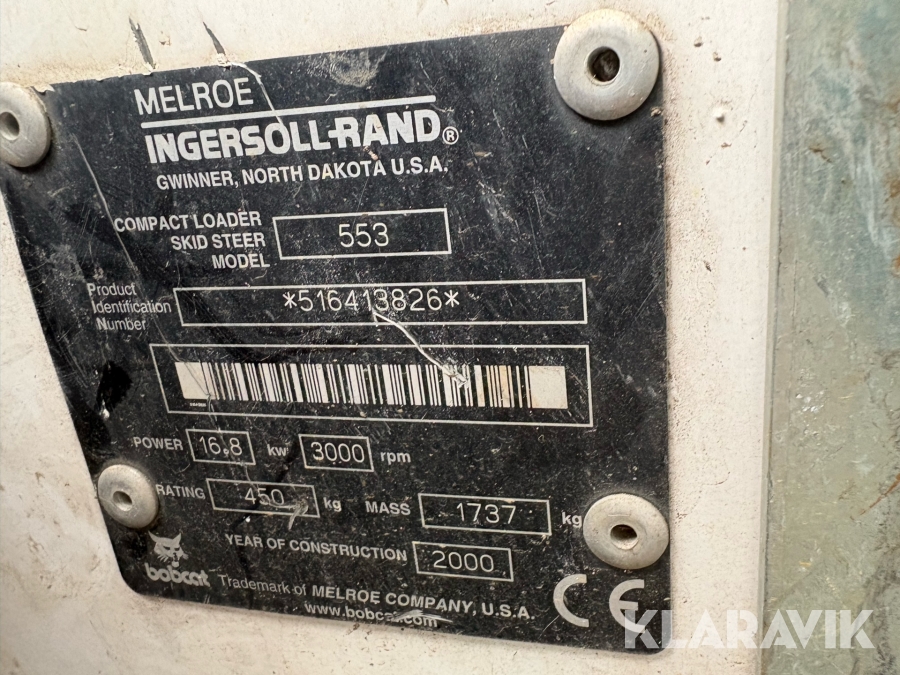 MELROE
INGERSOLL-RAND®
GWINNER, NORTH DAKOTA U.S.A.
COMPACT LOADER
SKID STEER
MODEL
553
Product
Identification
Number
*516413826*
POWER 16.8 kw 3000 rpm
RATING 450 kg MASS 1737 kg
YEAR OF CONSTRUCTION 2000
bobcat Trademark of MELROE COMPANY, U.S.A.
www.bobcat.com
CE
KLARAVIK